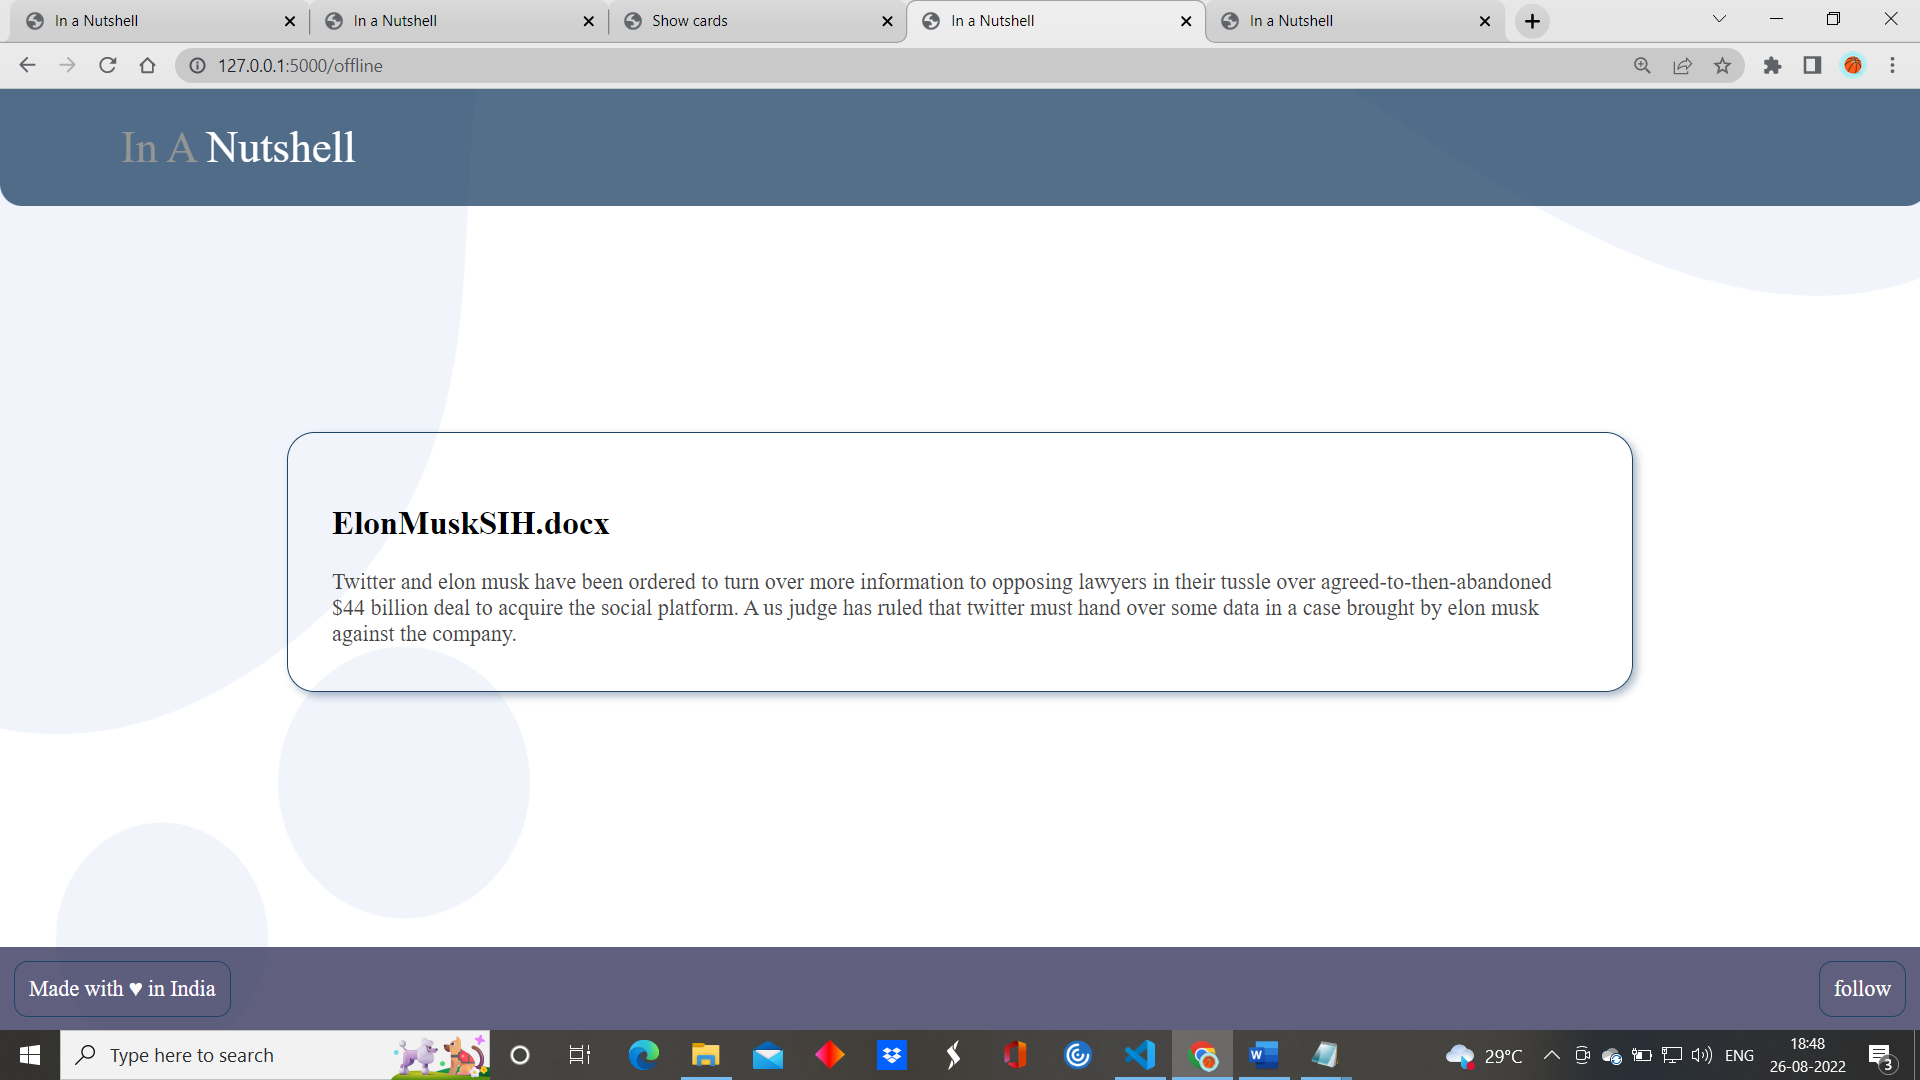 In a Nutshell
In a Nutshell
Show cards
In a Nutshell
In a Nutshell
127.0.0.1:5000/offline
In A Nutshell
ElonMuskSIH.docx
Twitter and elon musk have been ordered to turn over more information to opposing lawyers in their tussle over agreed-to-then-abandoned
$44 billion deal to acquire the social platform. A us judge has ruled that twitter must hand over some data in a case brought by elon musk
against the company.
Made with ♥ in India
follow
Type here to search
29°C
ENG
18:48
26-08-2022
3